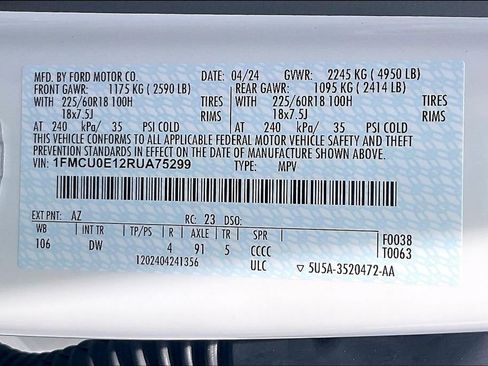 MFD. BY FORD MOTOR CO. DATE: 04/24 GVWR: 2245 KG ( 4950 LB)
FRONT GAWR: 1175 KG ( 2590 LB) REAR GAWR: 1095 KG ( 2414 LB)
WITH 225/60R18 100H TIRES WITH 225/60R18 100H TIRES
18x7.5J RIMS 18x7.5J RIMS
AT 240 kPa/ 35 PSI COLD AT 240 kPa/ 35 PSI COLD
THIS VEHICLE CONFORMS TO ALL APPLICABLE FEDERAL MOTOR VEHICLE SAFETY AND THEFT PREVENTION STANDARDS IN EFFECT ON THE DATE OF MANUFACTURE SHOWN ABOVE.
VIN: 1FMCU0E12RUA75299 TYPE: MPV
EXT PNT: AZ RC: 23 DSO: F0038
WB INT TR TP/PS R AXLE TR SPR T0063
106 DW 4 91 5 CCCC
1202404241356 ULC ▽ 5U5A-3520472-AA